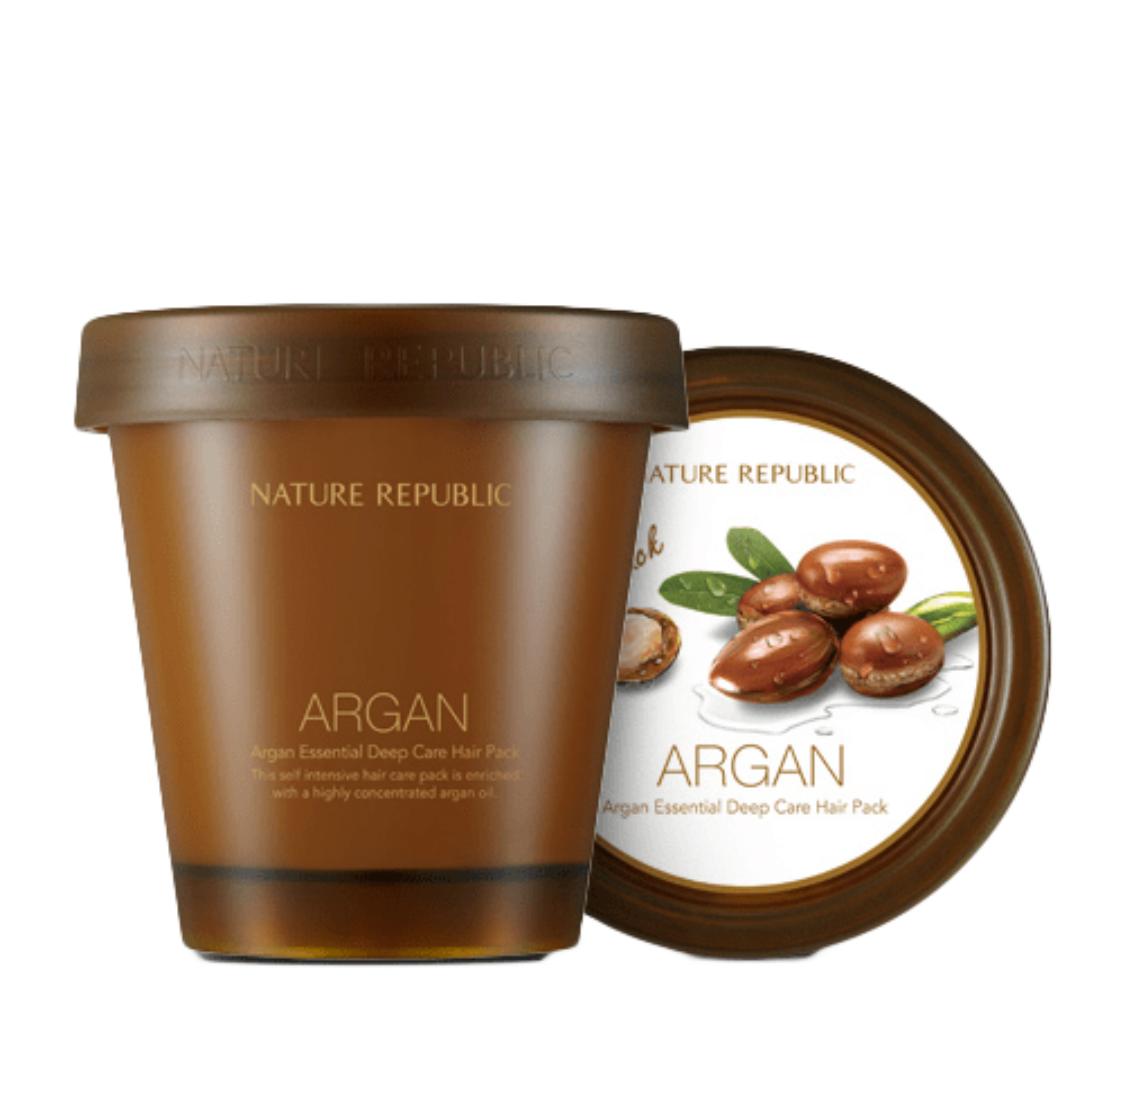 NATURE REPUBLIC
NATURE REPUBLIC
ARGAN
Argan Essential Deep Care Hair Pack
This self intensive hair care pack is enriched
with a highly concentrated argan oil.
NATURE REPUBLIC
ARGAN
Argan Essential Deep Care Hair Pack